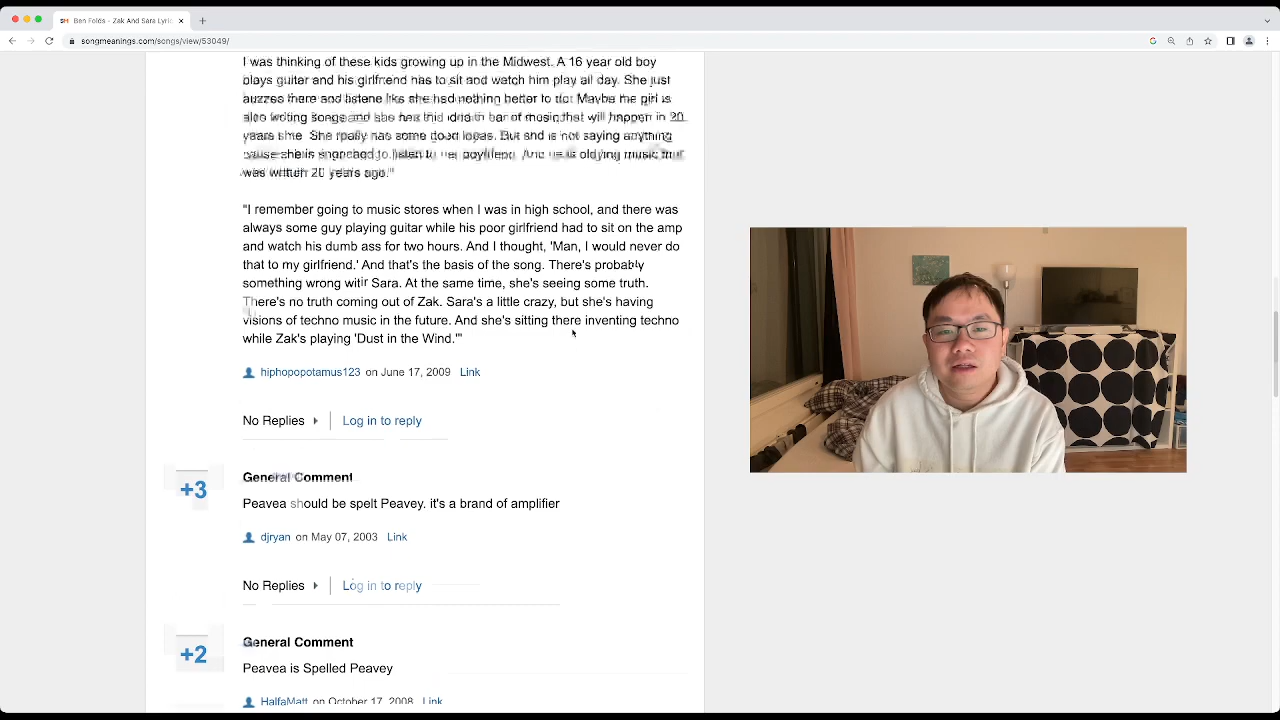 Ben Folds - Zak And Sara Lyric
songmeanings.com/songs/view/53049/
I was thinking of these kids growing up in the Midwest. A 16 year old boy
plays guitar and his girlfriend has to sit and watch him play all day. She just
there and listens like she had nothing better to do. Maybe the girl is
also writing songs and she has this idea in
years time. She really has some good ideas. But she is not saying anything
cause she is to listen to her boyfriend. And he is playing music that
was written 20 years ago."
"I remember going to music stores when I was in high school, and there was
always some guy playing guitar while his poor girlfriend had to sit on the amp
and watch his dumb ass for two hours. And I thought, 'Man, I would never do
that to my girlfriend.' And that's the basis of the song. There's probably
something wrong with Sara. At the same time, she's seeing some truth.
There's no truth coming out of Zak. Sara's a little crazy, but she's having
visions of techno music in the future. And she's sitting there inventing techno
while Zak's playing 'Dust in the Wind.'"
hiphopopotamus123 on June 17, 2009 Link
No Replies Log in to reply
General Comment
+3
Peavea should be spelt Peavey. it's a brand of amplifier
djryan on May 07, 2003 Link
No Replies Log in to reply
General Comment
+2
Peavea is Spelled Peavey
HalfaMatt on October 17, 2008 Link